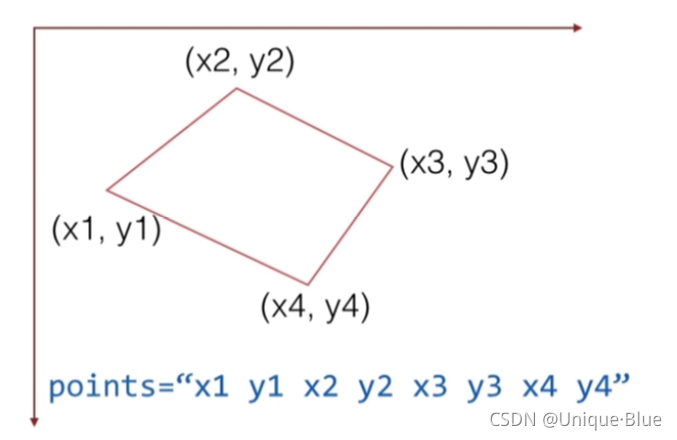 (x2, y2)
(x3, y3)
(x1, y1)
(x4, y4)
points=“x1 y1 x2 y2 x3 y3 x4 y4”
CSDN @Unique·Blue